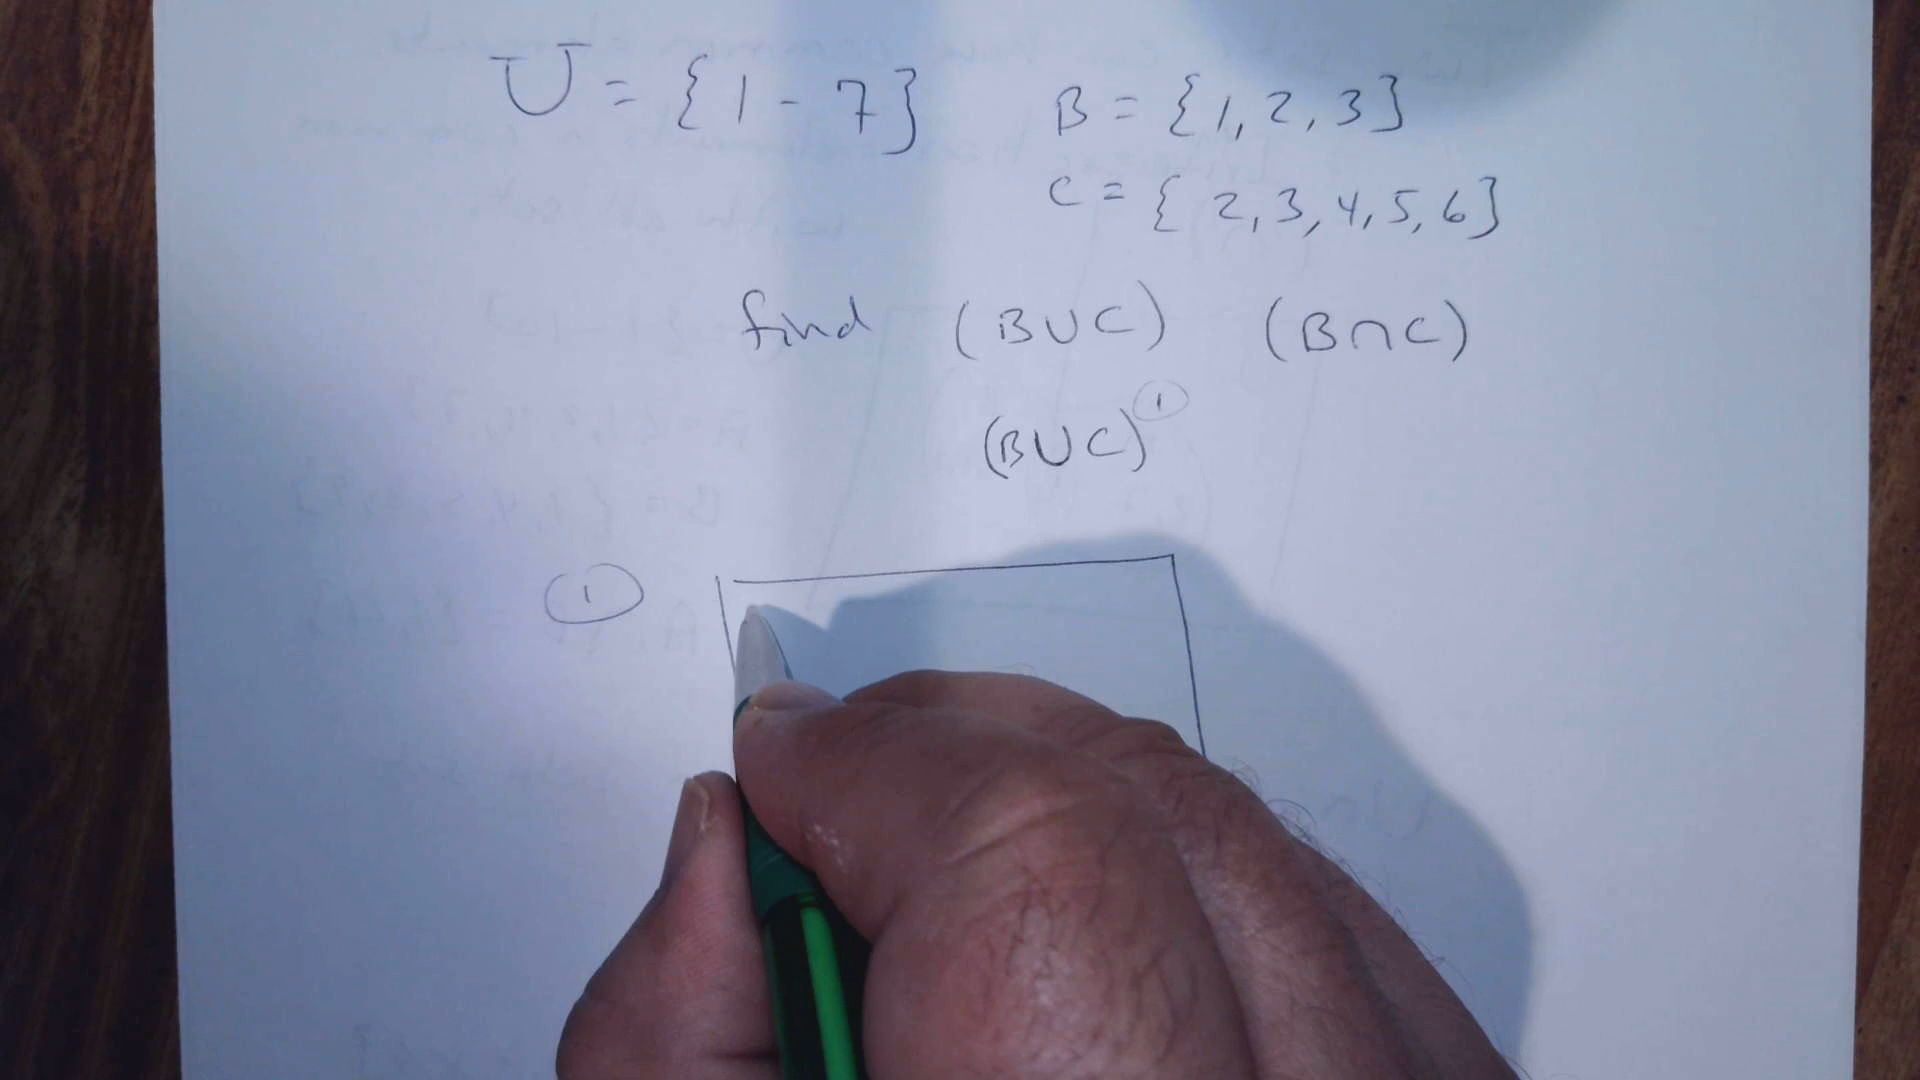 U = {1-7} B = {1,2,3}
C = {2,3,4,5,6}
find (B∪C) (B∩C)
(B∪C)'
1